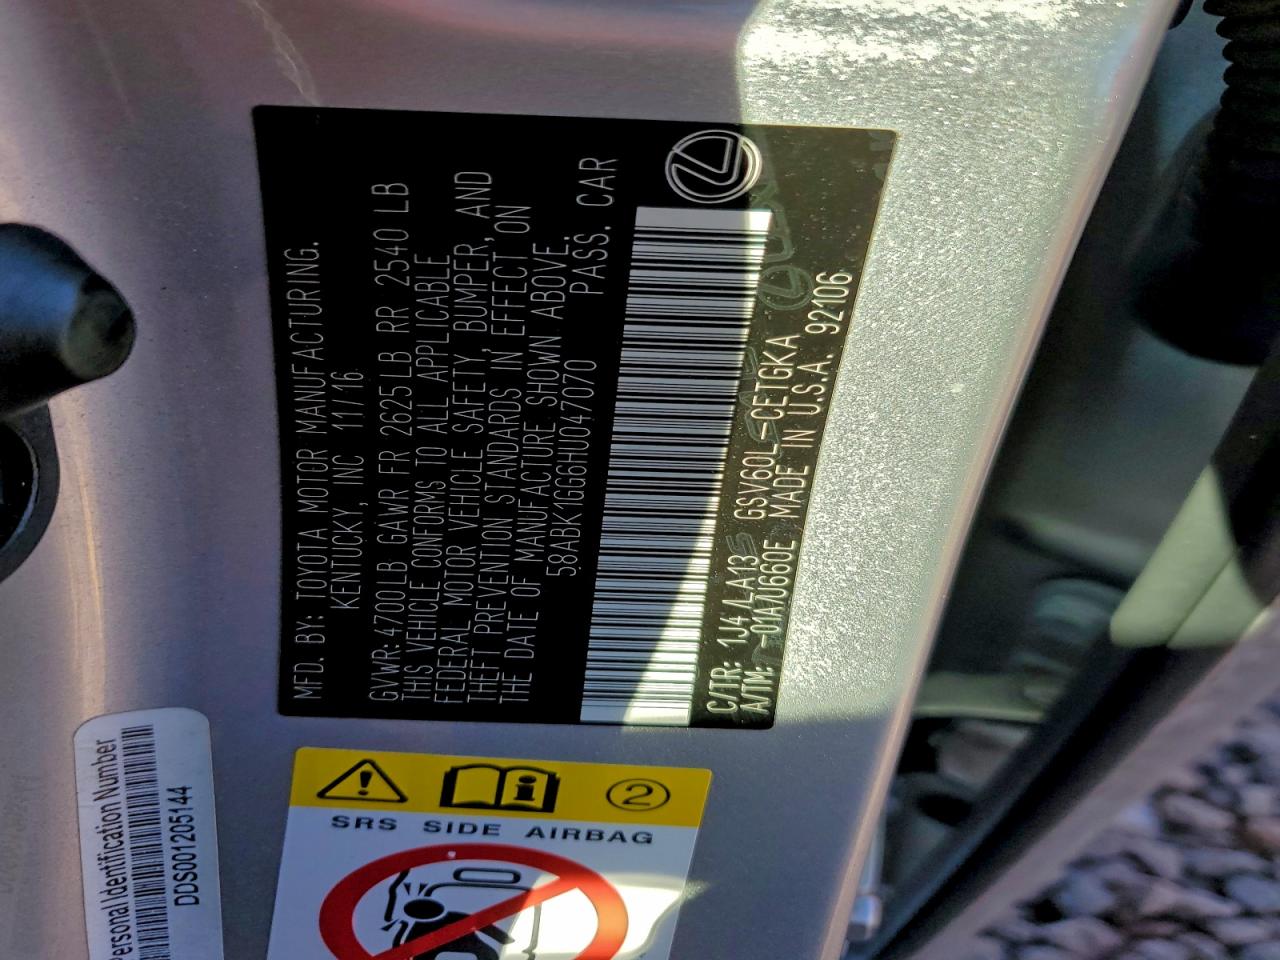 MFD. BY: TOYOTA MOTOR MANUFACTURING.
KENTUCKY, INC 11/16
GVWR: 4700LB GAWR FR 2625LB RR 2540 LB
THIS VEHICLE CONFORMS TO ALL APPLICABLE
FEDERAL MOTOR VEHICLE SAFETY, BUMPER, AND
THEFT PREVENTION STANDARDS IN EFFECT ON
THE DATE OF MANUFACTURE SHOWN ABOVE.
58ABK1GG6HU047070 PASS. CAR
C/TR: 1J4/LA13 GSV60L-CETGKA
A/TM: -01A/U660E MADE IN U.S.A. 92106
Personal Identification Number
DDS001205144
2
SRS SIDE AIRBAG